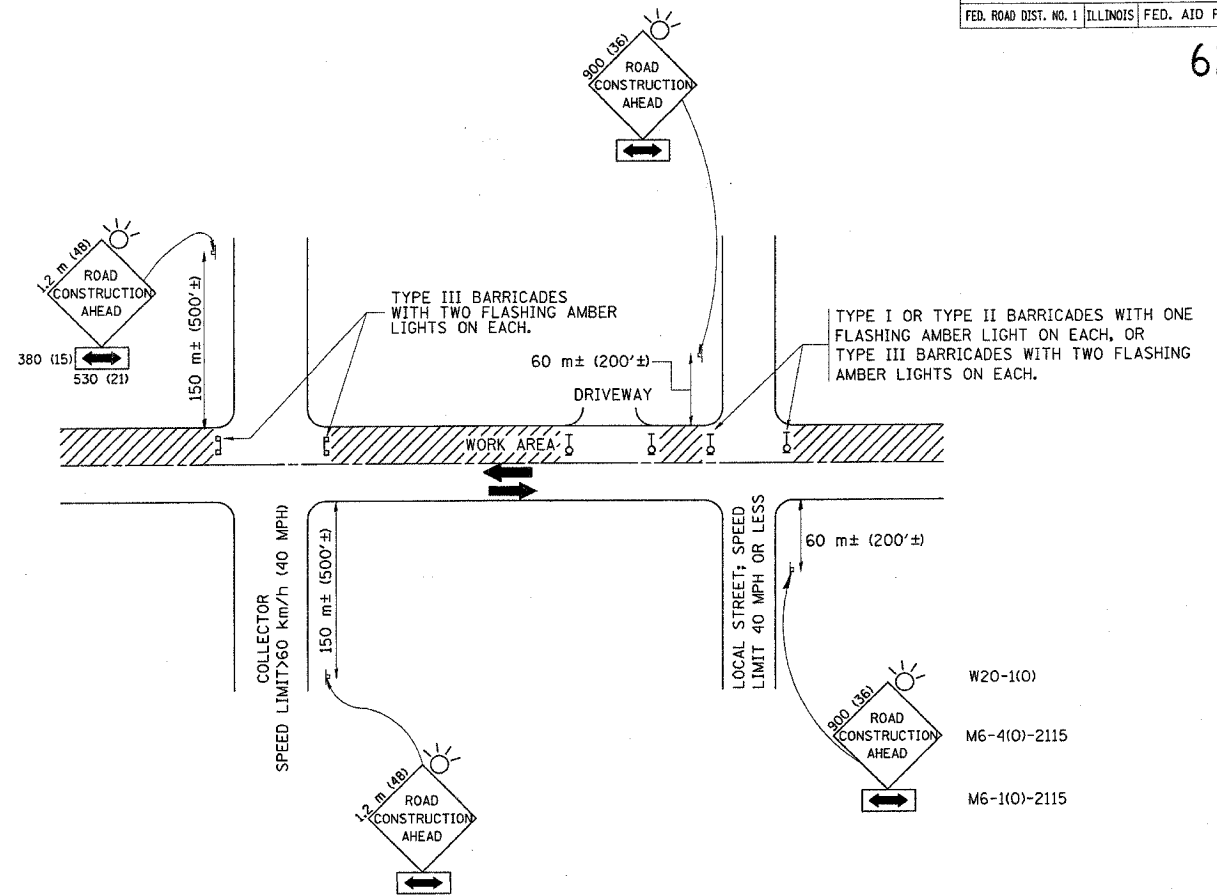 FED. ROAD DIST. NO. 1 ILLINOIS FED. AID
900 (36)
ROAD
CONSTRUCTION
AHEAD
1.2 m (48)
ROAD
CONSTRUCTION
AHEAD
380 (15)
530 (21)
150 m± (500'±)
TYPE III BARRICADES
WITH TWO FLASHING AMBER
LIGHTS ON EACH.
60 m± (200'±)
DRIVEWAY
TYPE I OR TYPE II BARRICADES WITH ONE
FLASHING AMBER LIGHT ON EACH, OR
TYPE III BARRICADES WITH TWO FLASHING
AMBER LIGHTS ON EACH.
WORK AREA
COLLECTOR
SPEED LIMIT>60 km/h (40 MPH)
150 m± (500'±)
LOCAL STREET; SPEED
LIMIT 40 MPH OR LESS
60 m± (200'±)
1.2 m (48)
ROAD
CONSTRUCTION
AHEAD
900 (36)
ROAD
CONSTRUCTION
AHEAD
W20-1(O)
M6-4(O)-2115
M6-1(O)-2115